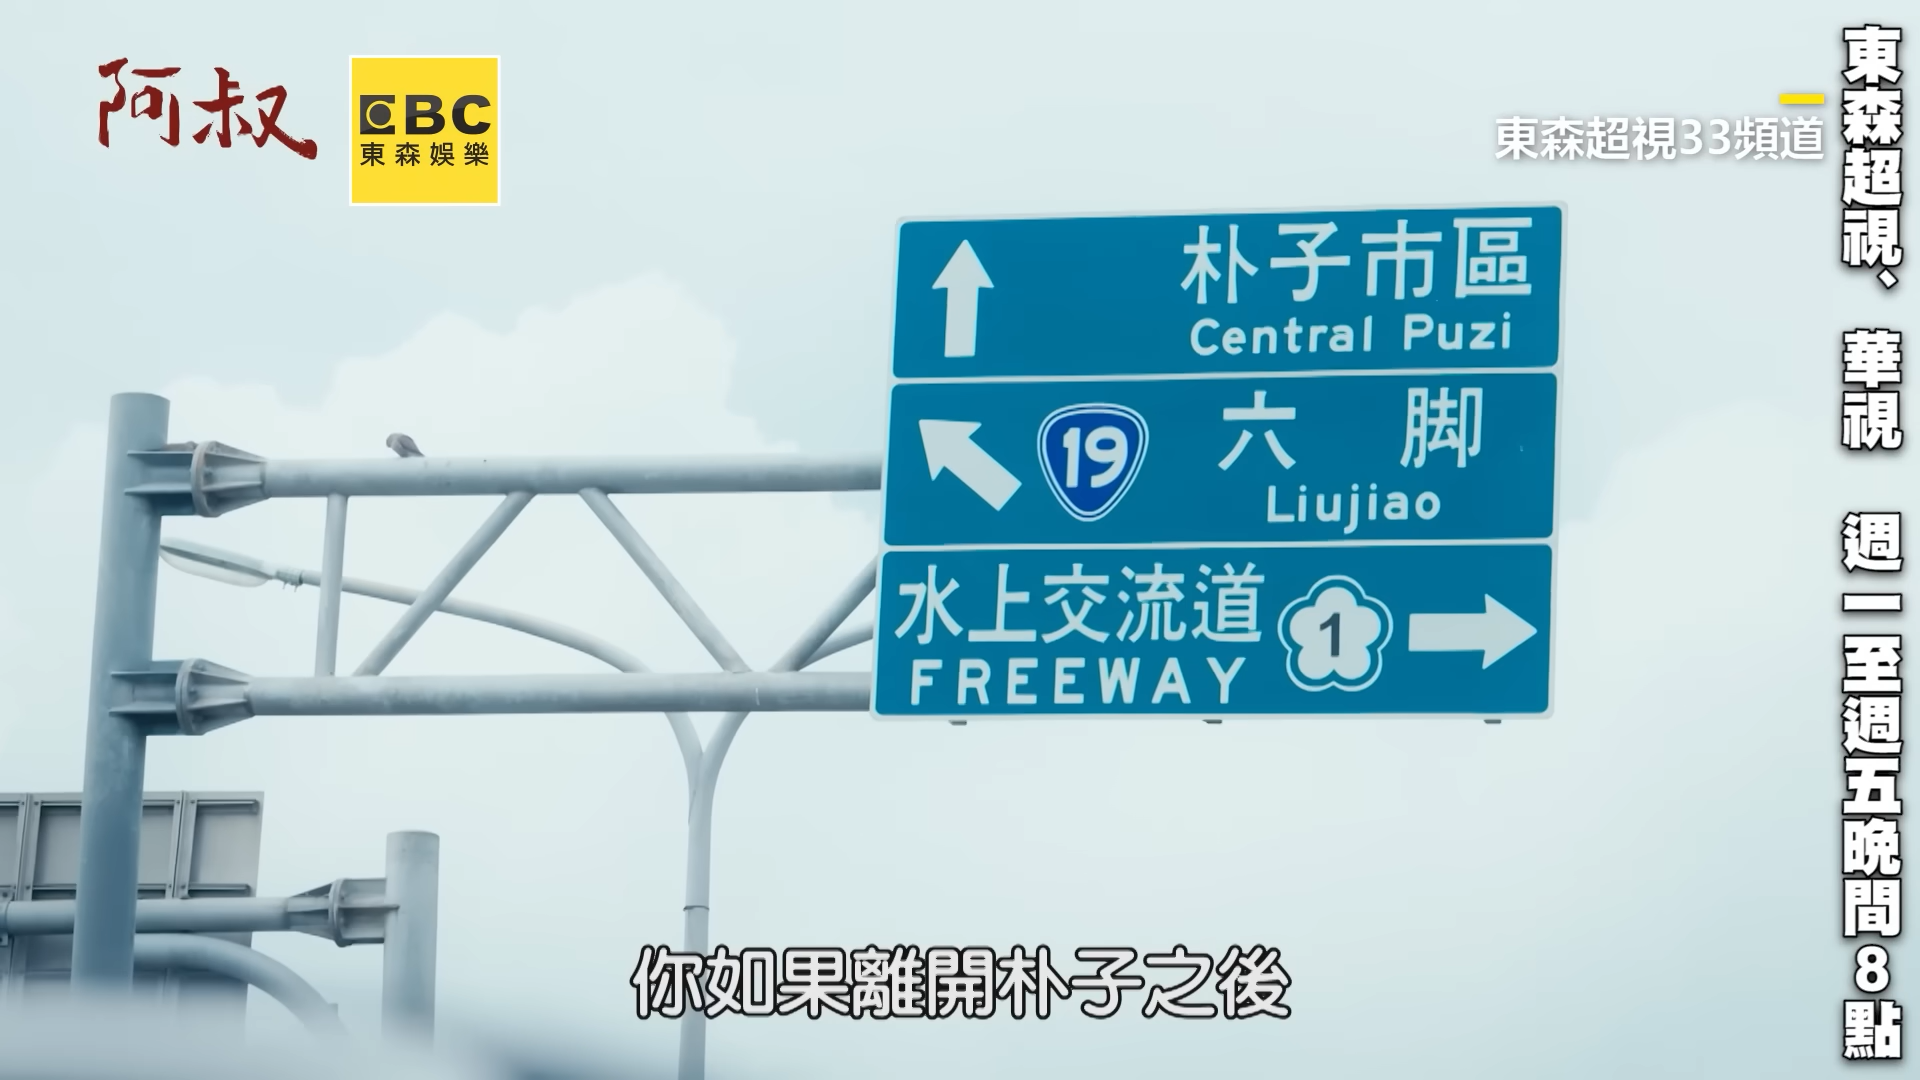 阿叔
EBC
東森娛樂
東森超視33頻道
東森超視、華視 週一至週五晚間8點
朴子市區
Central Puzi
19
六脚
Liujiao
水上交流道
FREEWAY
1
你如果離開朴子之後